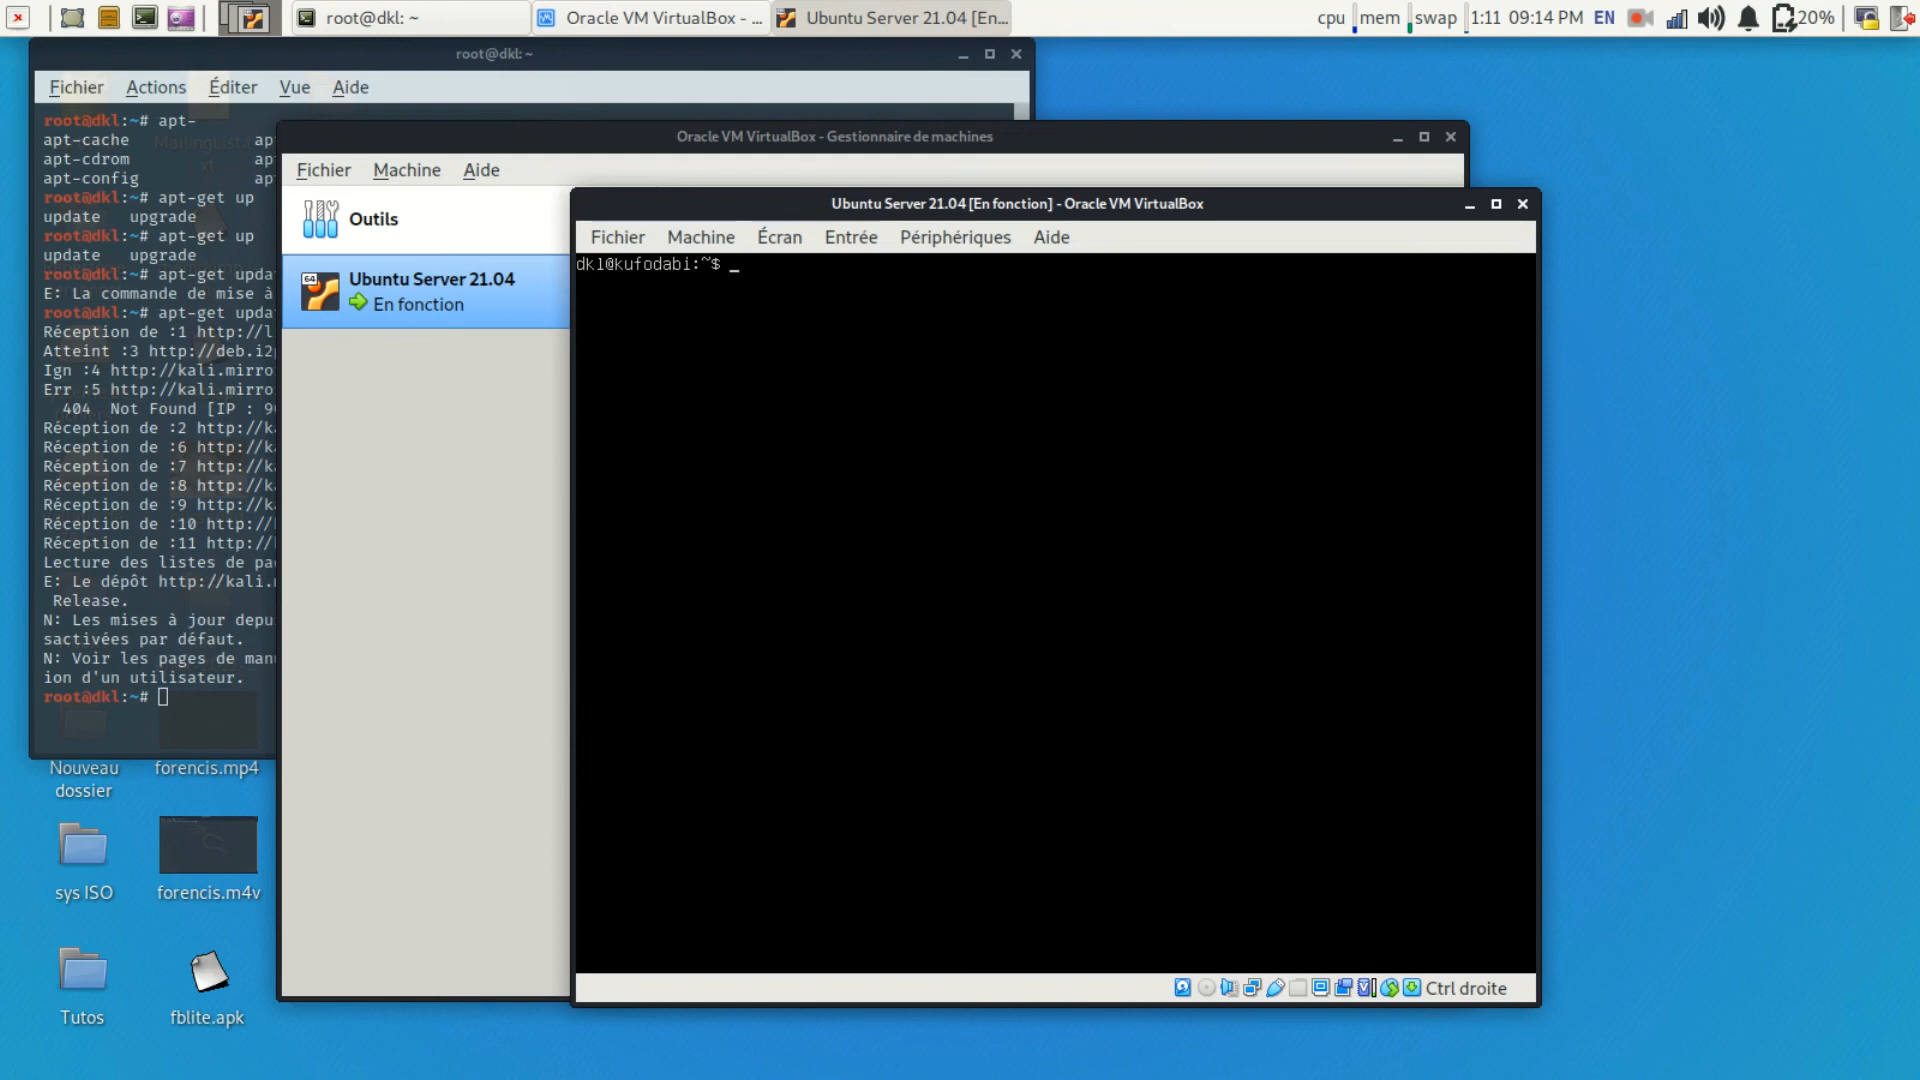 root@dkl: ~
Oracle VM VirtualBox - ...
Ubuntu Server 21.04 [En...
cpu
mem
swap
1:11 09:14 PM
EN
20%
root@dkl: ~
Fichier Actions Éditer Vue Aide
root@dkl:~# apt-
apt-cache ap
apt-cdrom ap
apt-config ap
root@dkl:~# apt-get up
update upgrade
root@dkl:~# apt-get up
update upgrade
root@dkl:~# apt-get upda
E: La commande de mise à
root@dkl:~# apt-get upda
Réception de :1 http://l
Atteint :3 http://deb.i2
Ign :4 http://kali.mirro
Err :5 http://kali.mirro
404 Not Found [IP : 9
Réception de :2 http://k
Réception de :6 http://k
Réception de :7 http://k
Réception de :8 http://k
Réception de :9 http://k
Réception de :10 http://
Réception de :11 http://
Lecture des listes de pa
E: Le dépôt http://kali.
Release.
N: Les mises à jour depu
sactivées par défaut.
N: Voir les pages de man
ion d'un utilisateur.
root@dkl:~#
Oracle VM VirtualBox - Gestionnaire de machines
Fichier Machine Aide
Outils
64
Ubuntu Server 21.04
En fonction
Ubuntu Server 21.04 [En fonction] - Oracle VM VirtualBox
Fichier Machine Écran Entrée Périphériques Aide
dkl@kufodabi:~$ _
Ctrl droite
Nouveau
dossier
forencis.mp4
sys ISO
forencis.m4v
Tutos
fblite.apk